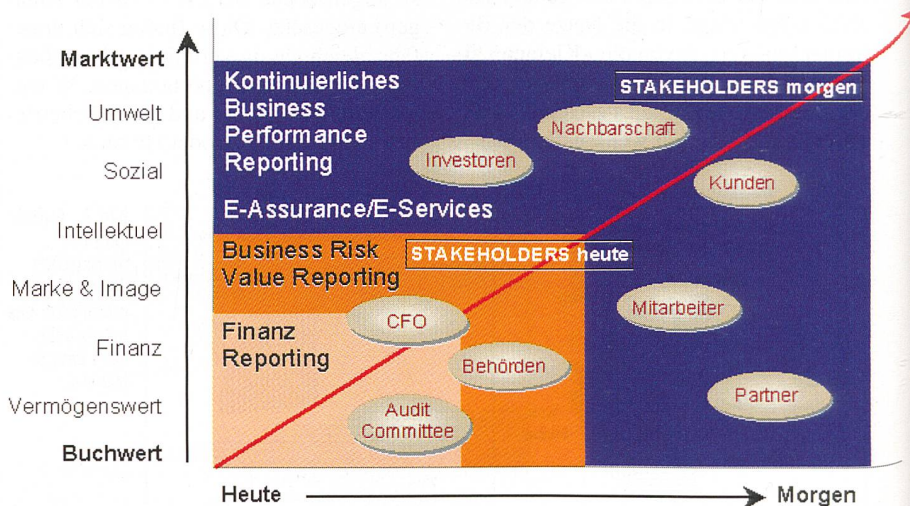 Marktwert
Umwelt
Sozial
Intellektuel
Marke & Image
Finanz
Vermögenswert
Buchwert
Kontinuierliches
Business
Performance
Reporting
E-Assurance/E-Services
STAKEHOLDERS morgen
Nachbarschaft
Investoren
Kunden
Business Risk
Value Reporting
STAKEHOLDERS heute
Finanz
Reporting
CFO
Behörden
Audit
Committee
Mitarbeiter
Partner
Heute
Morgen